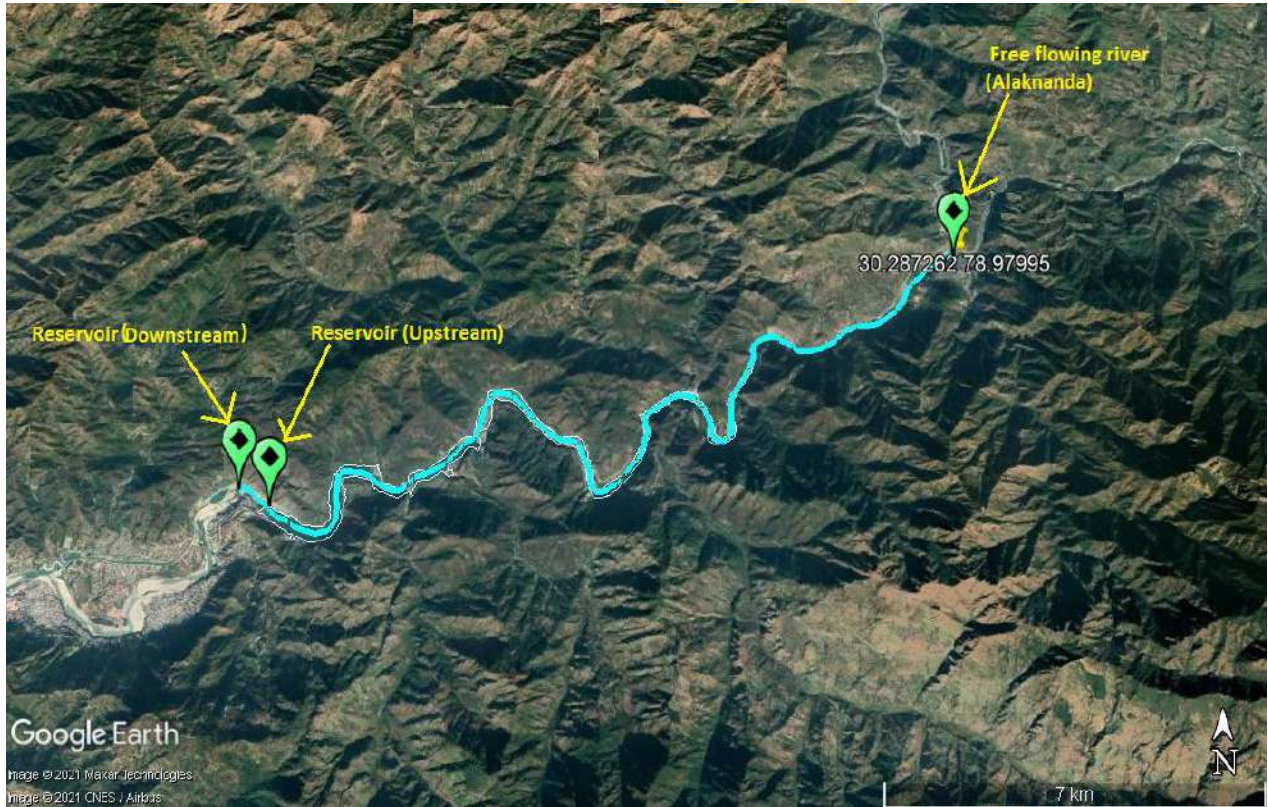 Free flowing river
(Alaknanda)
30.287262 78.97995
Reservoir (Downstream)
Reservoir (Upstream)
Google Earth
Image © 2021 Maxar Technologies
Image © 2021 CNES / Airbus
7 km
N